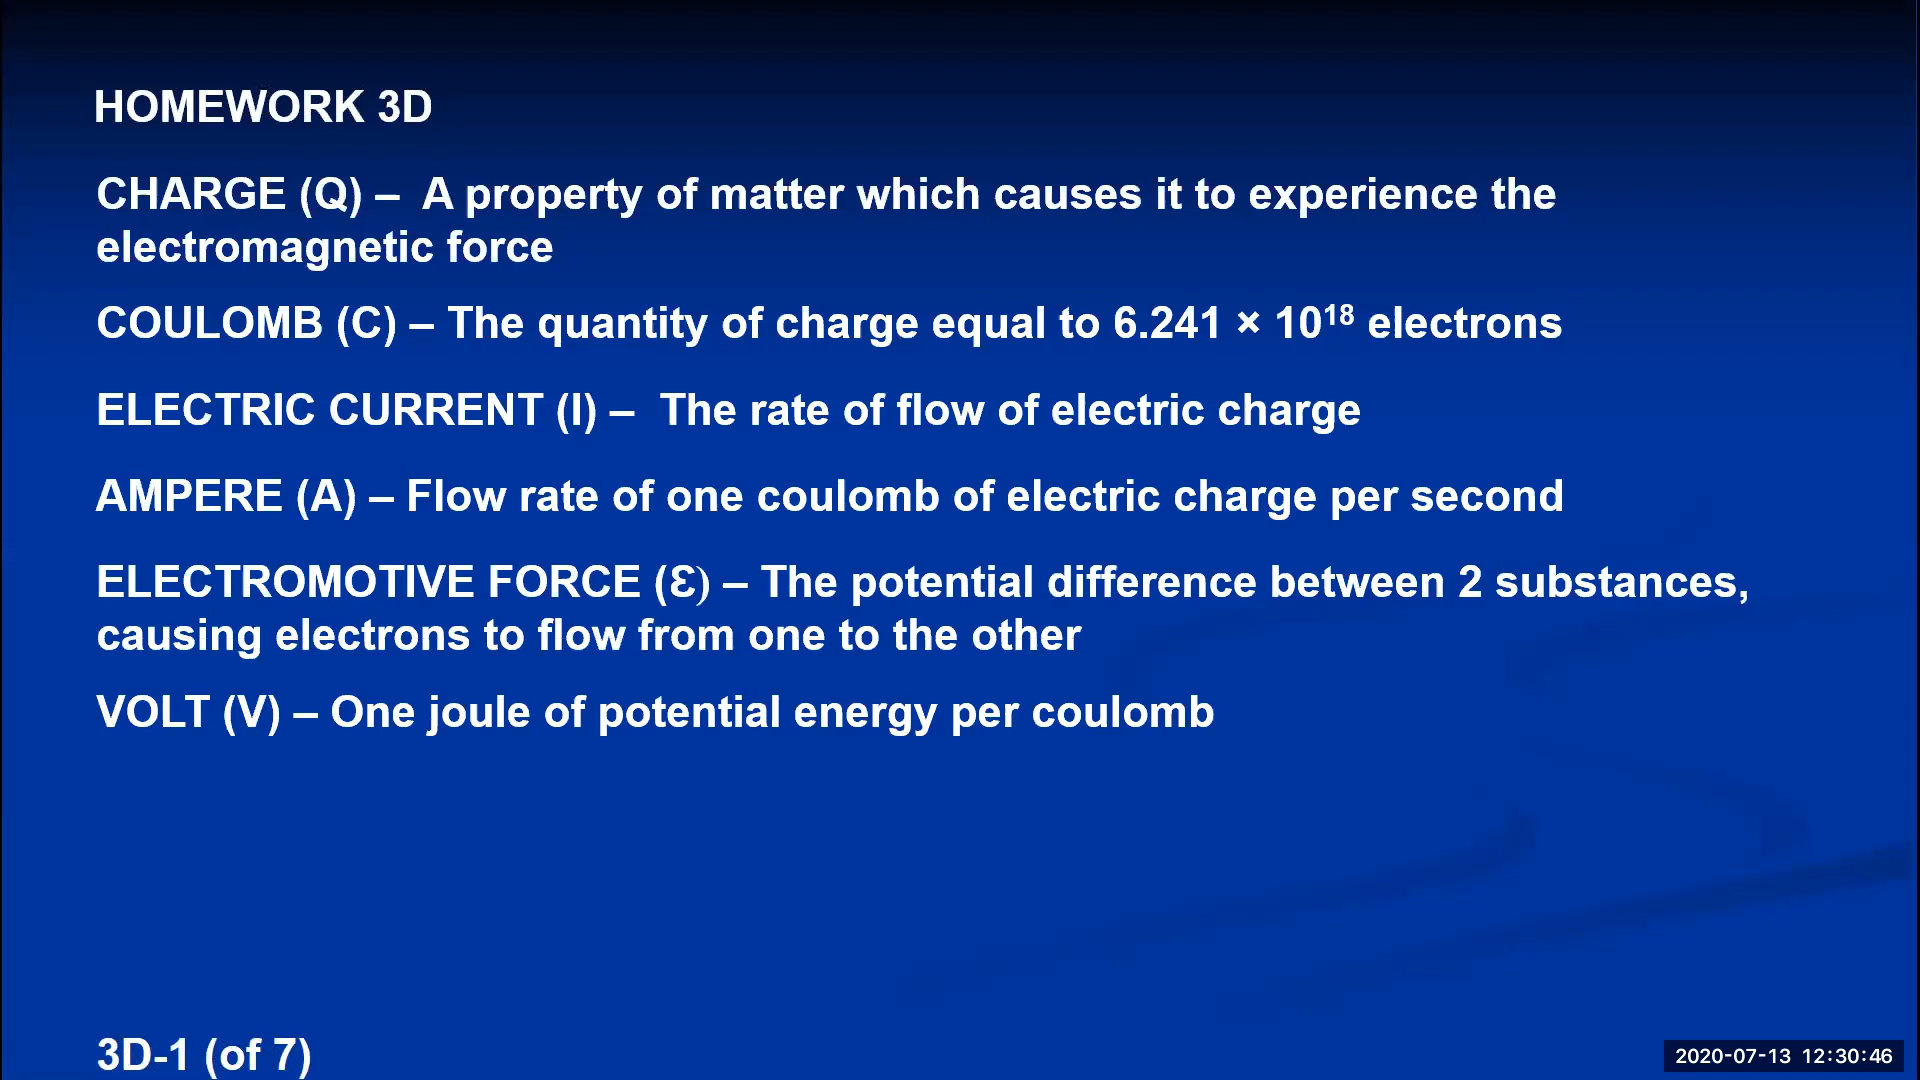 HOMEWORK 3D
CHARGE (Q) – A property of matter which causes it to experience the
electromagnetic force
COULOMB (C) – The quantity of charge equal to 6.241 × 10¹⁸ electrons
ELECTRIC CURRENT (I) – The rate of flow of electric charge
AMPERE (A) – Flow rate of one coulomb of electric charge per second
ELECTROMOTIVE FORCE (Ɛ) – The potential difference between 2 substances,
causing electrons to flow from one to the other
VOLT (V) – One joule of potential energy per coulomb
3D-1 (of 7)
2020-07-13 12:30:46